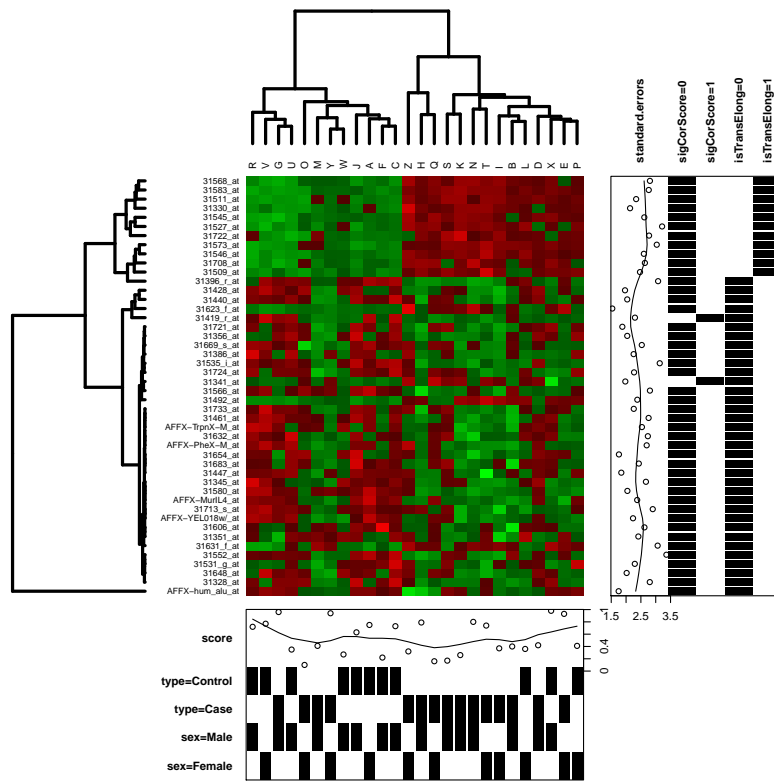 standard.errors
sigCorScore=0
sigCorScore=1
isTransElong=0
isTransElong=1
R V G U O M Y W J A F C Z H Q S K N T I B L D X E P
31568_at
31583_at
31511_at
31330_at
31545_at
31527_at
31722_at
31573_at
31546_at
31708_at
31509_at
31396_r_at
31428_at
31440_at
31623_f_at
31419_r_at
31721_at
31356_at
31669_s_at
31386_at
31535_i_at
31724_at
31341_at
31566_at
31492_at
31733_at
31461_at
AFFX-TrpnX-M_at
31632_at
AFFX-PheX-M_at
31654_at
31683_at
31447_at
31345_at
31580_at
AFFX-MurIL4_at
31713_s_at
AFFX-YEL018w/_at
31606_at
31351_at
31631_f_at
31552_at
31531_g_at
31648_at
31328_at
AFFX-hum_alu_at
1.5 2.5 3.5
score
0 0.4 1
type=Control
type=Case
sex=Male
sex=Female